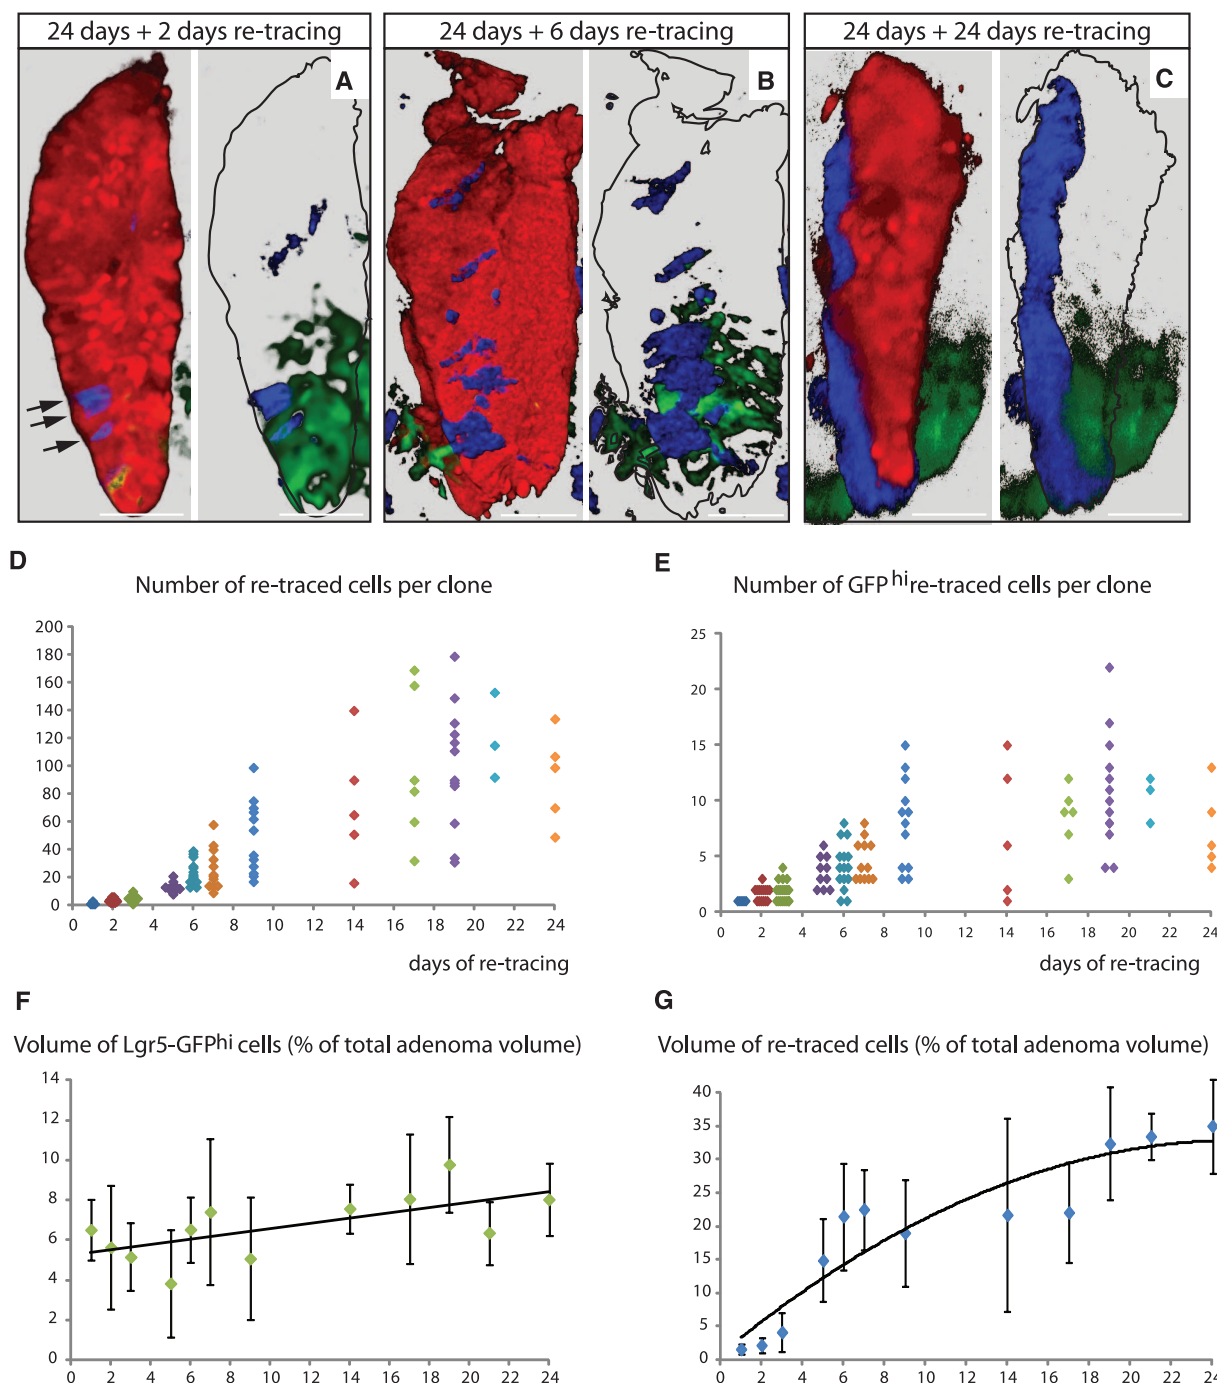 24 days + 2 days re-tracing
24 days + 6 days re-tracing
24 days + 24 days re-tracing
A
B
C
D
Number of re-traced cells per clone
200
180
160
140
120
100
80
60
40
20
0
0 2 4 6 8 10 12 14 16 18 20 22 24
days of re-tracing
E
Number of GFP hi re-traced cells per clone
25
20
15
10
5
0
0 2 4 6 8 10 12 14 16 18 20 22 24
days of re-tracing
F
Volume of Lgr5-GFPhi cells (% of total adenoma volume)
14
12
10
8
6
4
2
0
0 2 4 6 8 10 12 14 16 18 20 22 24
G
Volume of re-traced cells (% of total adenoma volume)
40
35
30
25
20
15
10
5
0
0 2 4 6 8 10 12 14 16 18 20 22 24